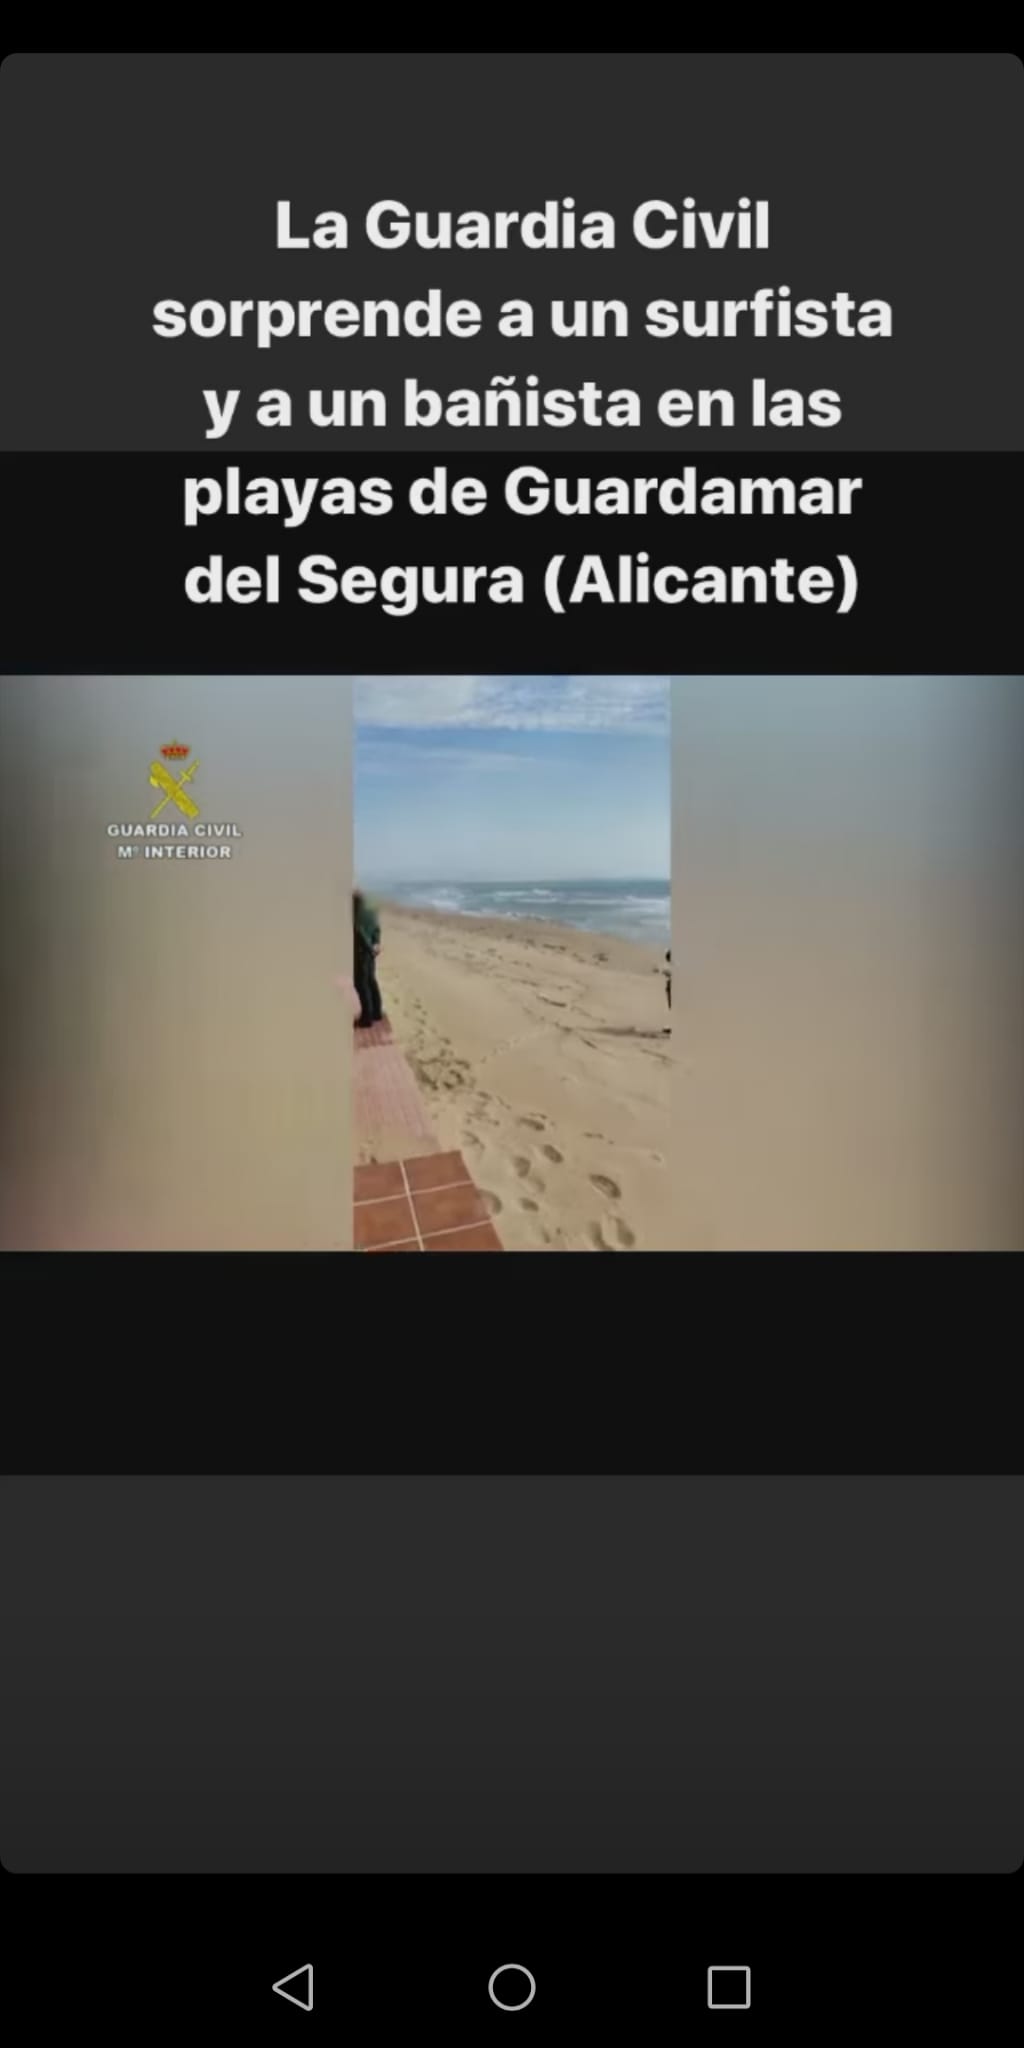 La Guardia Civil
sorprende a un surfista
y a un bañista en las
playas de Guardamar
del Segura (Alicante)
GUARDIA CIVIL
Mº INTERIOR